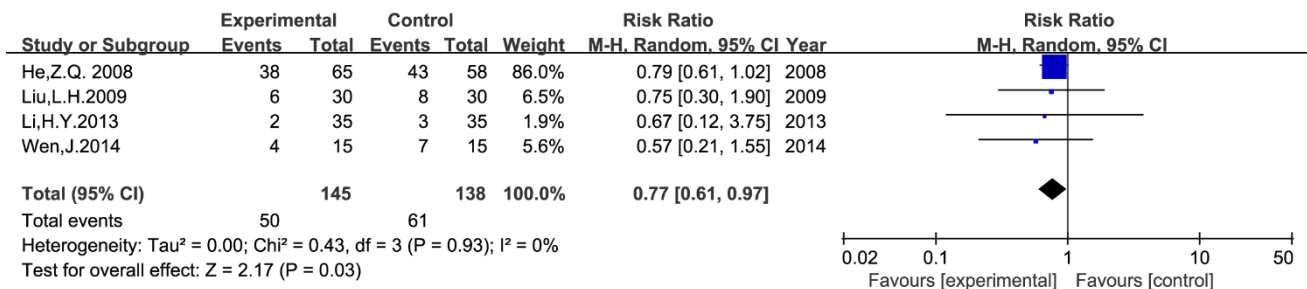 Experimental Control Risk Ratio Risk Ratio
Study or Subgroup Events Total Events Total Weight M-H, Random, 95% CI Year M-H, Random, 95% CI
He,Z.Q. 2008 38 65 43 58 86.0% 0.79 [0.61, 1.02] 2008
Liu,L.H.2009 6 30 8 30 6.5% 0.75 [0.30, 1.90] 2009
Li,H.Y.2013 2 35 3 35 1.9% 0.67 [0.12, 3.75] 2013
Wen,J.2014 4 15 7 15 5.6% 0.57 [0.21, 1.55] 2014
Total (95% CI) 145 138 100.0% 0.77 [0.61, 0.97]
Total events 50 61
Heterogeneity: Tau² = 0.00; Chi² = 0.43, df = 3 (P = 0.93); I² = 0%
Test for overall effect: Z = 2.17 (P = 0.03)
0.02 0.1 1 10 50
Favours [experimental] Favours [control]